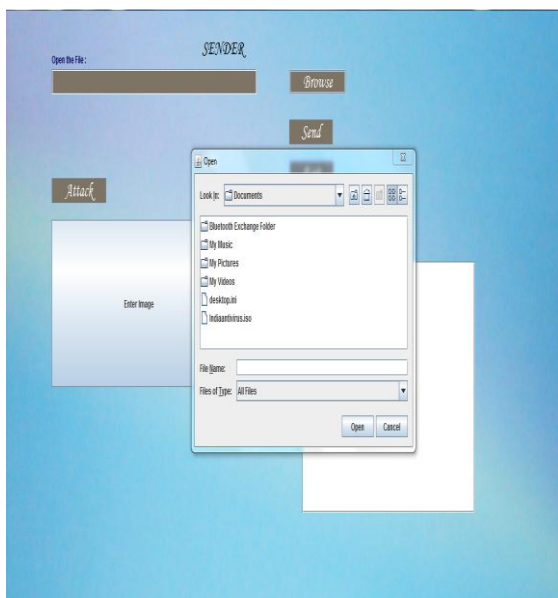 SENDER
Open the File :
Browse
Send
Attack
Enter Image
Open
Look In: Documents
Bluetooth Exchange Folder
My Music
My Pictures
My Videos
desktop.ini
Indiaantivirus.iso
File Name:
Files of Type: All Files
Open Cancel